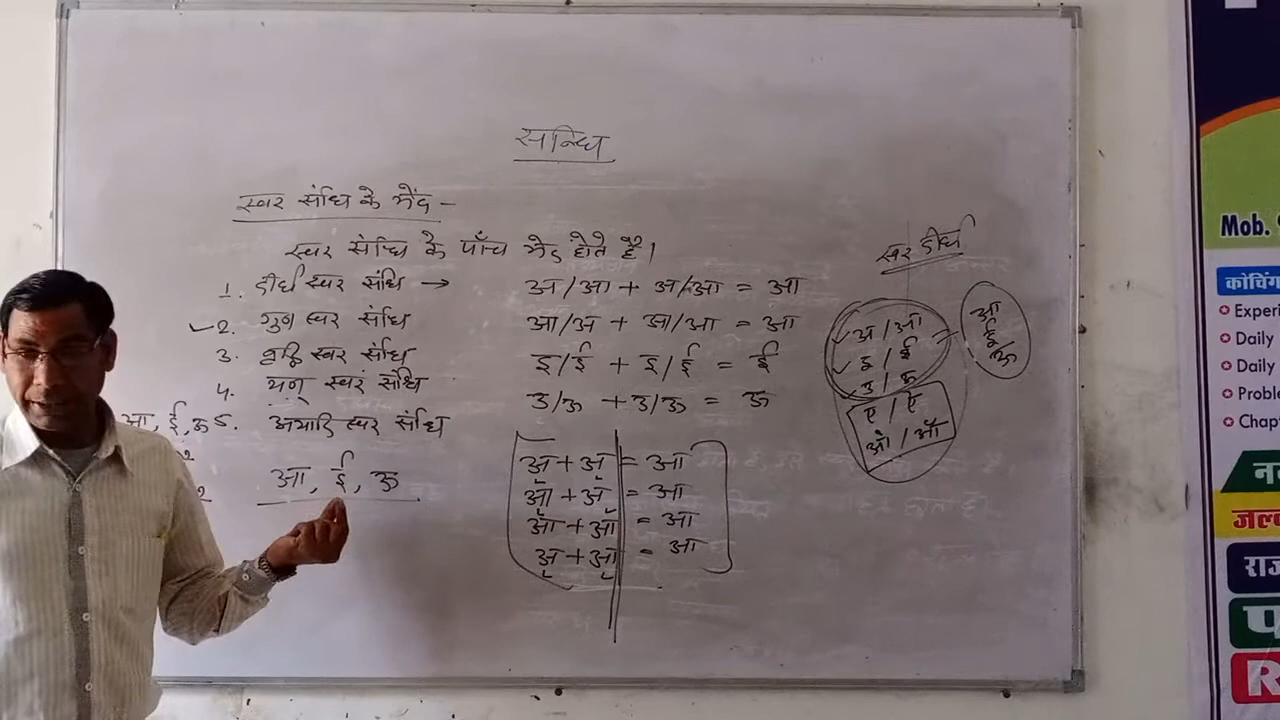 सन्धि
स्वर संधि के भेद -
स्वर संधि के पाँच भेद होते है।
1. दीर्घ स्वर संधि →
2. गुण स्वर संधि
3. वृद्धि स्वर संधि
4. यण् स्वर संधि
5. अयादि स्वर संधि
आ, ई, ऊ
आ, ई, ऊ
अ/आ + अ/आ = आ
आ/अ + अ/आ = आ
इ/ई + इ/ई = ई
उ/ऊ + उ/ऊ = ऊ
अ + अ = आ
आ + अ = आ
आ + आ = आ
अ + आ = आ
स्वर दीर्घ
अ / आ
इ / ई
उ / ऊ
ए / ऐ
ओ / औ
आ
ई
ऊ
Mob.
कोचिंग
Experi
Daily
Daily
Proble
Chap